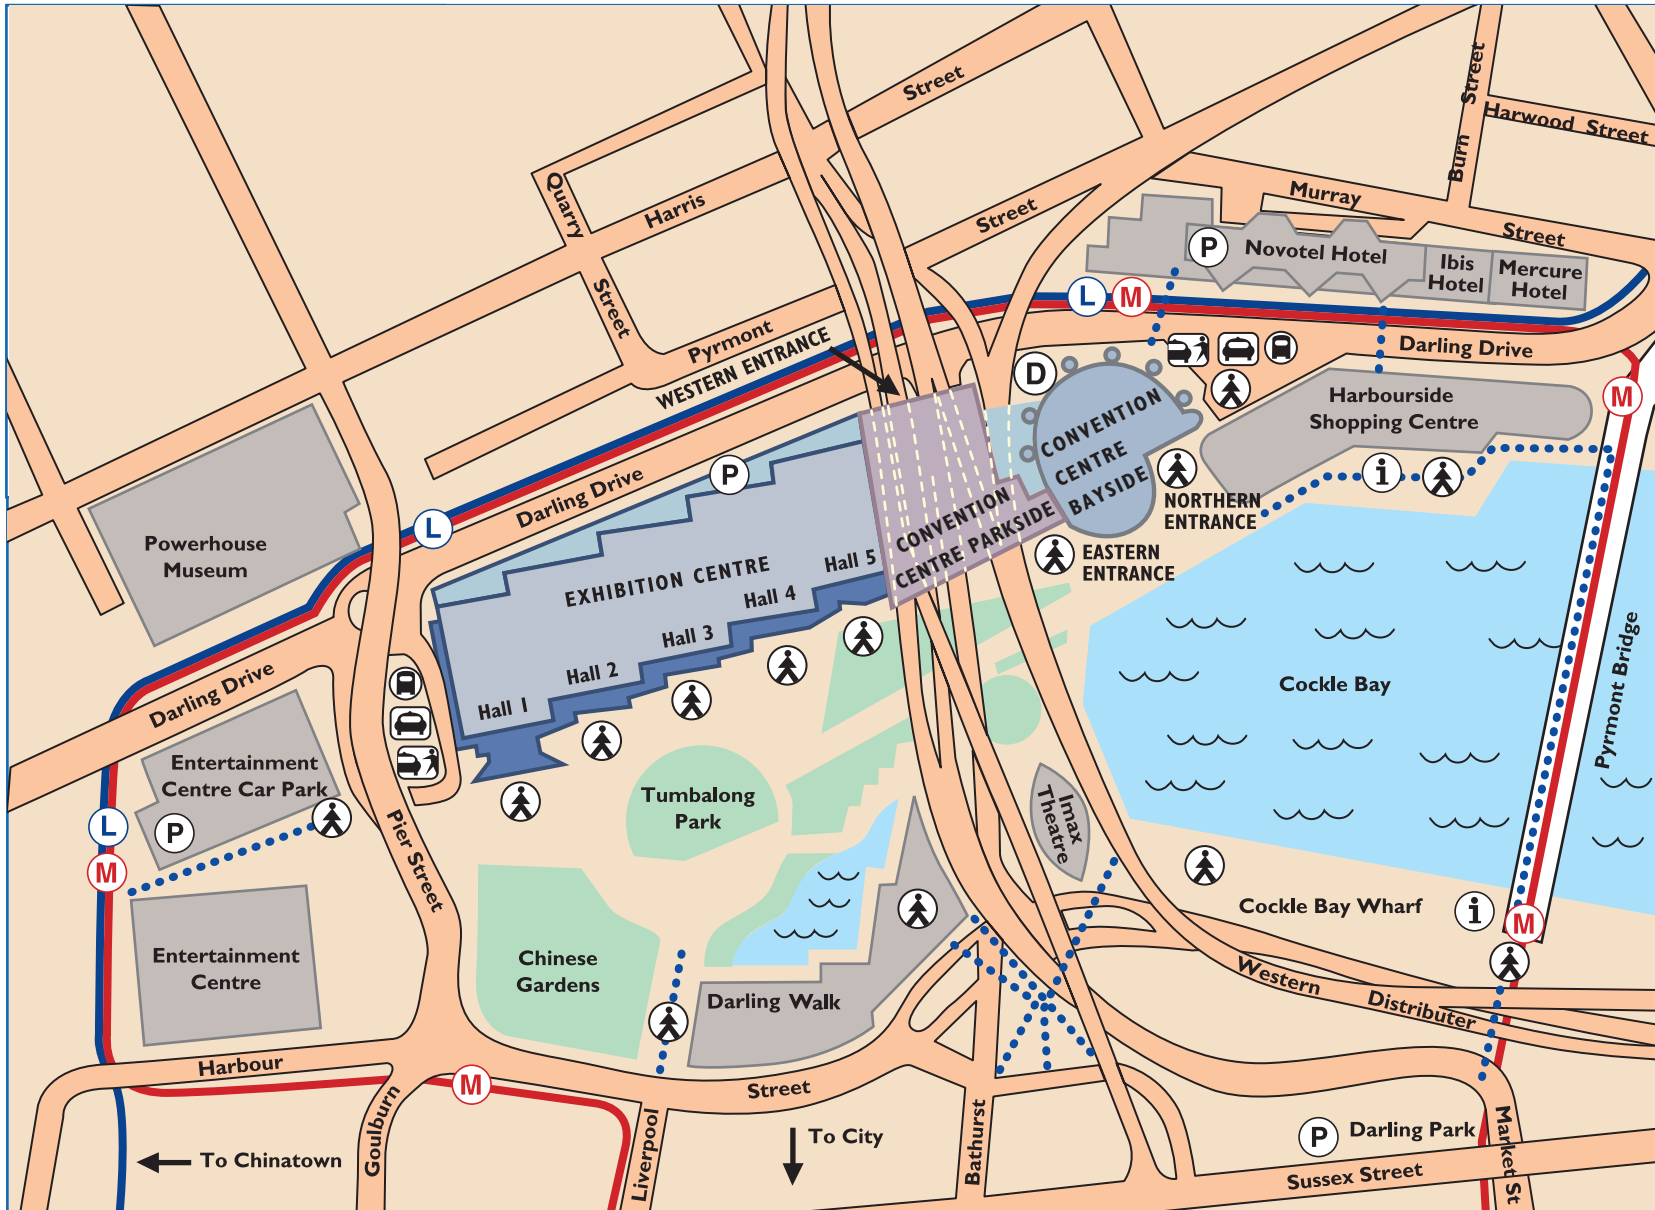 Street
Street
Harwood Street
Burn
Quarry
Harris
Street
Murray
Street
Street
P
Novotel Hotel
Ibis
Hotel
Mercure
Hotel
L
M
Pyrmont
WESTERN ENTRANCE
Darling Drive
D
M
Harbourside
Shopping Centre
CONVENTION
CENTRE
BAYSIDE
P
Darling Drive
L
i
NORTHERN
ENTRANCE
CONVENTION
CENTRE PARKSIDE
EASTERN
ENTRANCE
Powerhouse
Museum
EXHIBITION CENTRE
Hall 5
Hall 4
Hall 3
Hall 2
Hall 1
Darling Drive
Cockle Bay
Pyrmont Bridge
Entertainment
Centre Car Park
P
L
M
Tumbalong
Park
Imax
Theatre
Pier Street
Cockle Bay Wharf
i
M
Entertainment
Centre
Chinese
Gardens
Darling Walk
Western
Distributer
Harbour
M
Street
Goulburn
Liverpool
Bathurst
To City
To Chinatown
P
Darling Park
Market St
Sussex Street